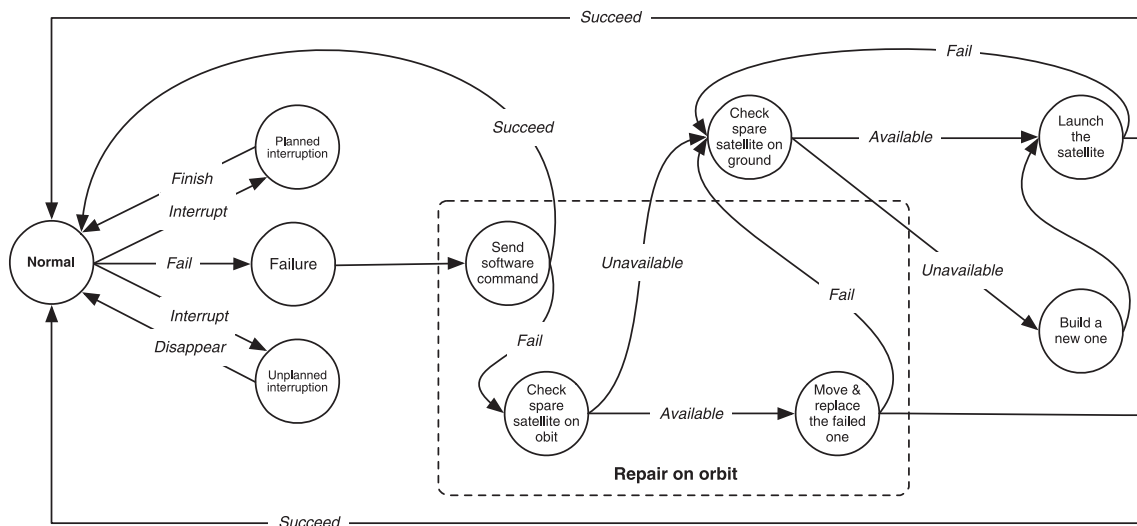 Succeed
Fail
Succeed
Planned
interruption
Check
spare
satellite on
ground
Available
Launch
the
satellite
Finish
Interrupt
Normal
Fail
Failure
Send
software
command
Unavailable
Unavailable
Fail
Interrupt
Disappear
Fail
Build a
new one
Unplanned
interruption
Check
spare
satellite on
obit
Available
Move &
replace
the failed
one
Repair on orbit
Succeed